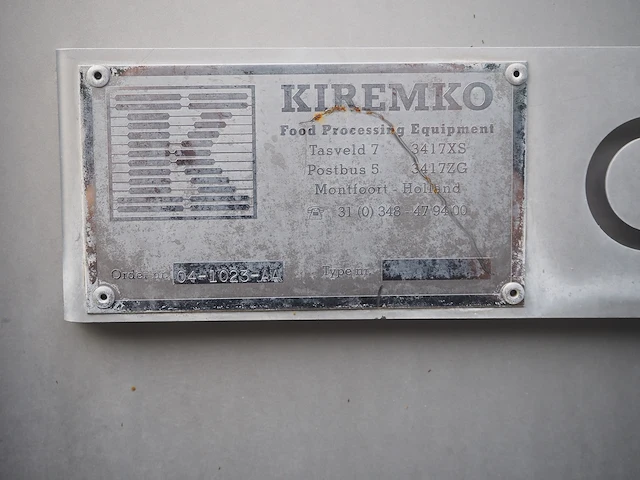 K
KIREMKO
Food Processing Equipment
Tasveld 7 3417XS
Postbus 5 3417ZG
Montfoort - Holland
☏ 31 (0) 348 - 47 94 00
Order nr. 04-1023-AA Type nr.